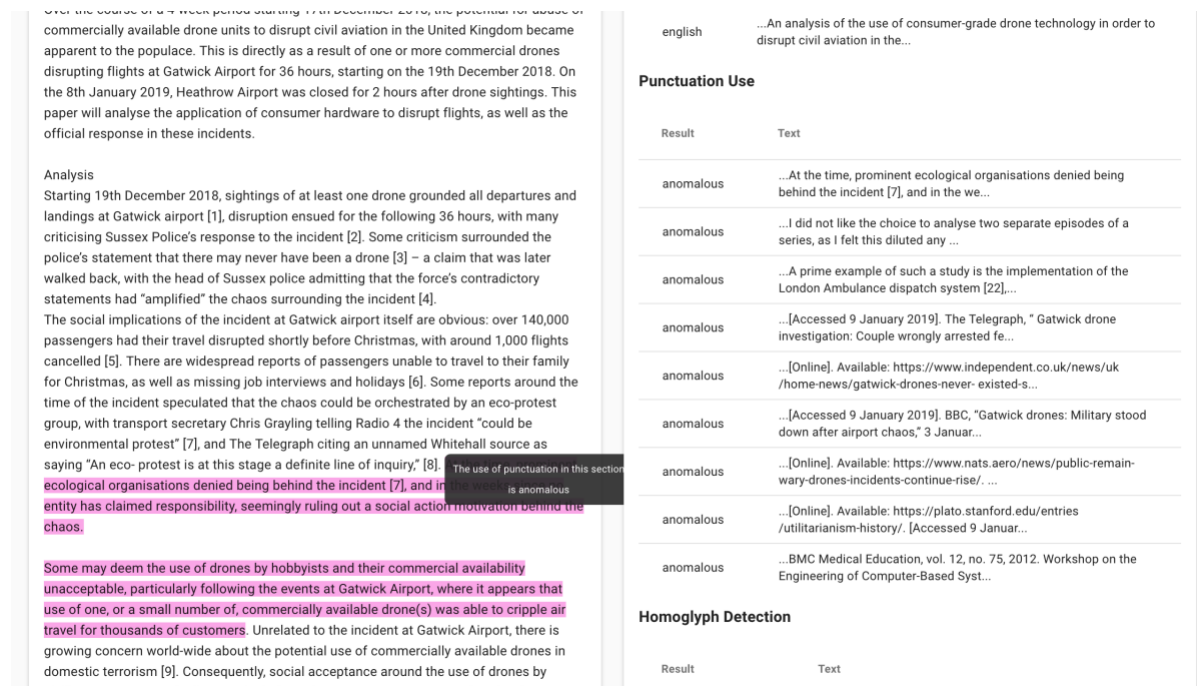 Over the course of a 4 week period starting 17th December 2018, the potential for abuse of
commercially available drone units to disrupt civil aviation in the United Kingdom became
apparent to the populace. This is directly as a result of one or more commercial drones
disrupting flights at Gatwick Airport for 36 hours, starting on the 19th December 2018. On
the 8th January 2019, Heathrow Airport was closed for 2 hours after drone sightings. This
paper will analyse the application of consumer hardware to disrupt flights, as well as the
official response in these incidents.
Analysis
Starting 19th December 2018, sightings of at least one drone grounded all departures and
landings at Gatwick airport [1], disruption ensued for the following 36 hours, with many
criticising Sussex Police's response to the incident [2]. Some criticism surrounded the
police's statement that there may never have been a drone [3] – a claim that was later
walked back, with the head of Sussex police admitting that the force's contradictory
statements had “amplified” the chaos surrounding the incident [4].
The social implications of the incident at Gatwick airport itself are obvious: over 140,000
passengers had their travel disrupted shortly before Christmas, with around 1,000 flights
cancelled [5]. There are widespread reports of passengers unable to travel to their family
for Christmas, as well as missing job interviews and holidays [6]. Some reports around the
time of the incident speculated that the chaos could be orchestrated by an eco-protest
group, with transport secretary Chris Grayling telling Radio 4 the incident “could be
environmental protest” [7], and The Telegraph citing an unnamed Whitehall source as
saying “An eco- protest is at this stage a definite line of inquiry,” [8].
ecological organisations denied being behind the incident [7], and in the weeks
entity has claimed responsibility, seemingly ruling out a social action motivation behind the
chaos.
The use of punctuation in this section
is anomalous
Some may deem the use of drones by hobbyists and their commercial availability
unacceptable, particularly following the events at Gatwick Airport, where it appears that
use of one, or a small number of, commercially available drone(s) was able to cripple air
travel for thousands of customers. Unrelated to the incident at Gatwick Airport, there is
growing concern world-wide about the potential use of commercially available drones in
domestic terrorism [9]. Consequently, social acceptance around the use of drones by
english
...An analysis of the use of consumer-grade drone technology in order to
disrupt civil aviation in the...
Punctuation Use
Result Text
anomalous
...At the time, prominent ecological organisations denied being
behind the incident [7], and in the we...
anomalous
...I did not like the choice to analyse two separate episodes of a
series, as I felt this diluted any ...
anomalous
...A prime example of such a study is the implementation of the
London Ambulance dispatch system [22],...
anomalous
...[Accessed 9 January 2019]. The Telegraph, “ Gatwick drone
investigation: Couple wrongly arrested fe...
anomalous
...[Online]. Available: https://www.independent.co.uk/news/uk
/home-news/gatwick-drones-never- existed-s...
anomalous
...[Accessed 9 January 2019]. BBC, “Gatwick drones: Military stood
down after airport chaos,” 3 Januar...
anomalous
...[Online]. Available: https://www.nats.aero/news/public-remain-
wary-drones-incidents-continue-rise/. ...
anomalous
...[Online]. Available: https://plato.stanford.edu/entries
/utilitarianism-history/. [Accessed 9 Januar...
anomalous
...BMC Medical Education, vol. 12, no. 75, 2012. Workshop on the
Engineering of Computer-Based Syst...
Homoglyph Detection
Result Text